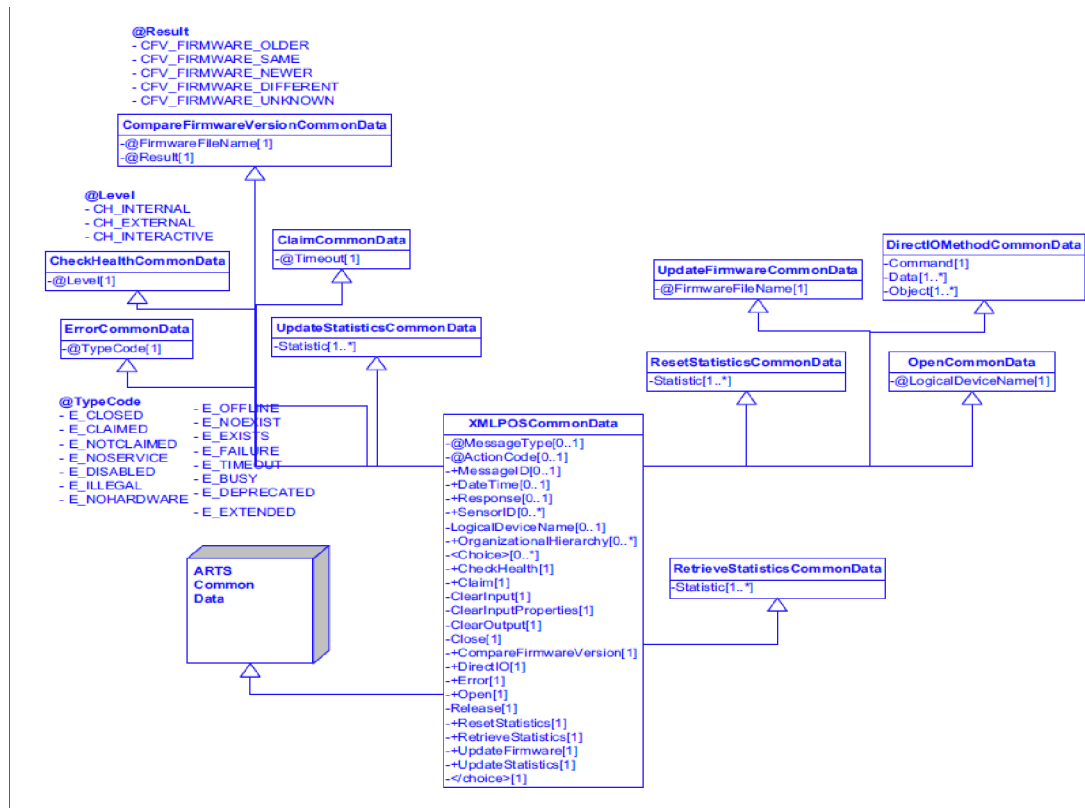 @Result
- CFV_FIRMWARE_OLDER
- CFV_FIRMWARE_SAME
- CFV_FIRMWARE_NEWER
- CFV_FIRMWARE_DIFFERENT
- CFV_FIRMWARE_UNKNOWN
CompareFirmwareVersionCommonData
-@FirmwareFileName[1]
-@Result[1]
@Level
- CH_INTERNAL
- CH_EXTERNAL
- CH_INTERACTIVE
CheckHealthCommonData
-@Level[1]
ClaimCommonData
-@Timeout[1]
ErrorCommonData
-@TypeCode[1]
UpdateStatisticsCommonData
-Statistic[1..*]
@TypeCode
- E_CLOSED
- E_CLAIMED
- E_NOTCLAIMED
- E_NOSERVICE
- E_DISABLED
- E_ILLEGAL
- E_NOHARDWARE
- E_OFFLINE
- E_NOEXIST
- E_EXISTS
- E_FAILURE
- E_TIMEOUT
- E_BUSY
- E_DEPRECATED
- E_EXTENDED
UpdateFirmwareCommonData
-@FirmwareFileName[1]
DirectIOMethodCommonData
-Command[1]
-Data[1..*]
-Object[1..*]
ResetStatisticsCommonData
-Statistic[1..*]
OpenCommonData
-@LogicalDeviceName[1]
XMLPOSCommonData
-@MessageType[0..1]
-@ActionCode[0..1]
-+MessageID[0..1]
-+DateTime[0..1]
-+Response[0..1]
-+SensorID[0..*]
-LogicalDeviceName[0..1]
-+OrganizationalHierarchy[0..*]
-<Choice>[0..*]
-+CheckHealth[1]
-+Claim[1]
-ClearInput[1]
-ClearInputProperties[1]
-ClearOutput[1]
-Close[1]
-+CompareFirmwareVersion[1]
-+DirectIO[1]
-+Error[1]
-+Open[1]
-Release[1]
-+ResetStatistics[1]
-+RetrieveStatistics[1]
-+UpdateFirmware[1]
-+UpdateStatistics[1]
-</choice>[1]
ARTS
Common
Data
RetrieveStatisticsCommonData
-Statistic[1..*]